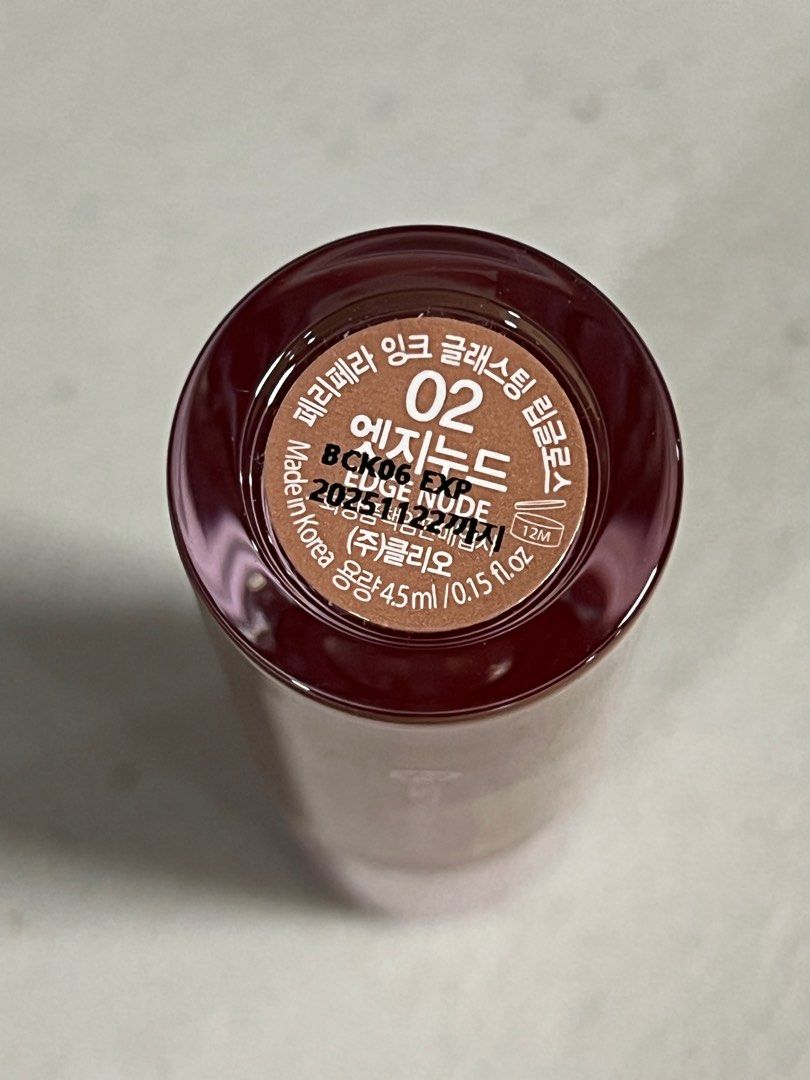 페리페라 잉크 글래스팅 립글로스
02
엣지누드
EDGE NUDE
BCK06 EXP
20251122까지
(주)클리오
Made in Korea 용량 4.5 ml / 0.15 fl.oz
12M